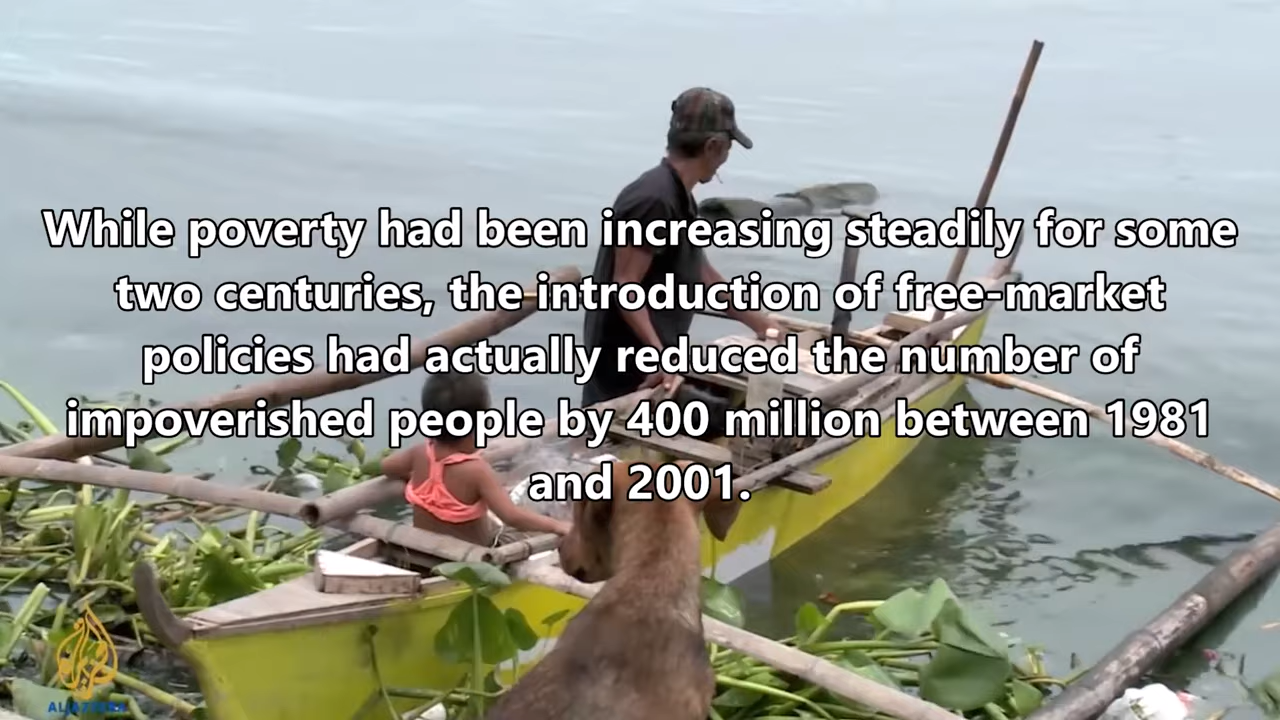 While poverty had been increasing steadily for some
two centuries, the introduction of free-market
policies had actually reduced the number of
impoverished people by 400 million between 1981
and 2001.
ALJAZEERA